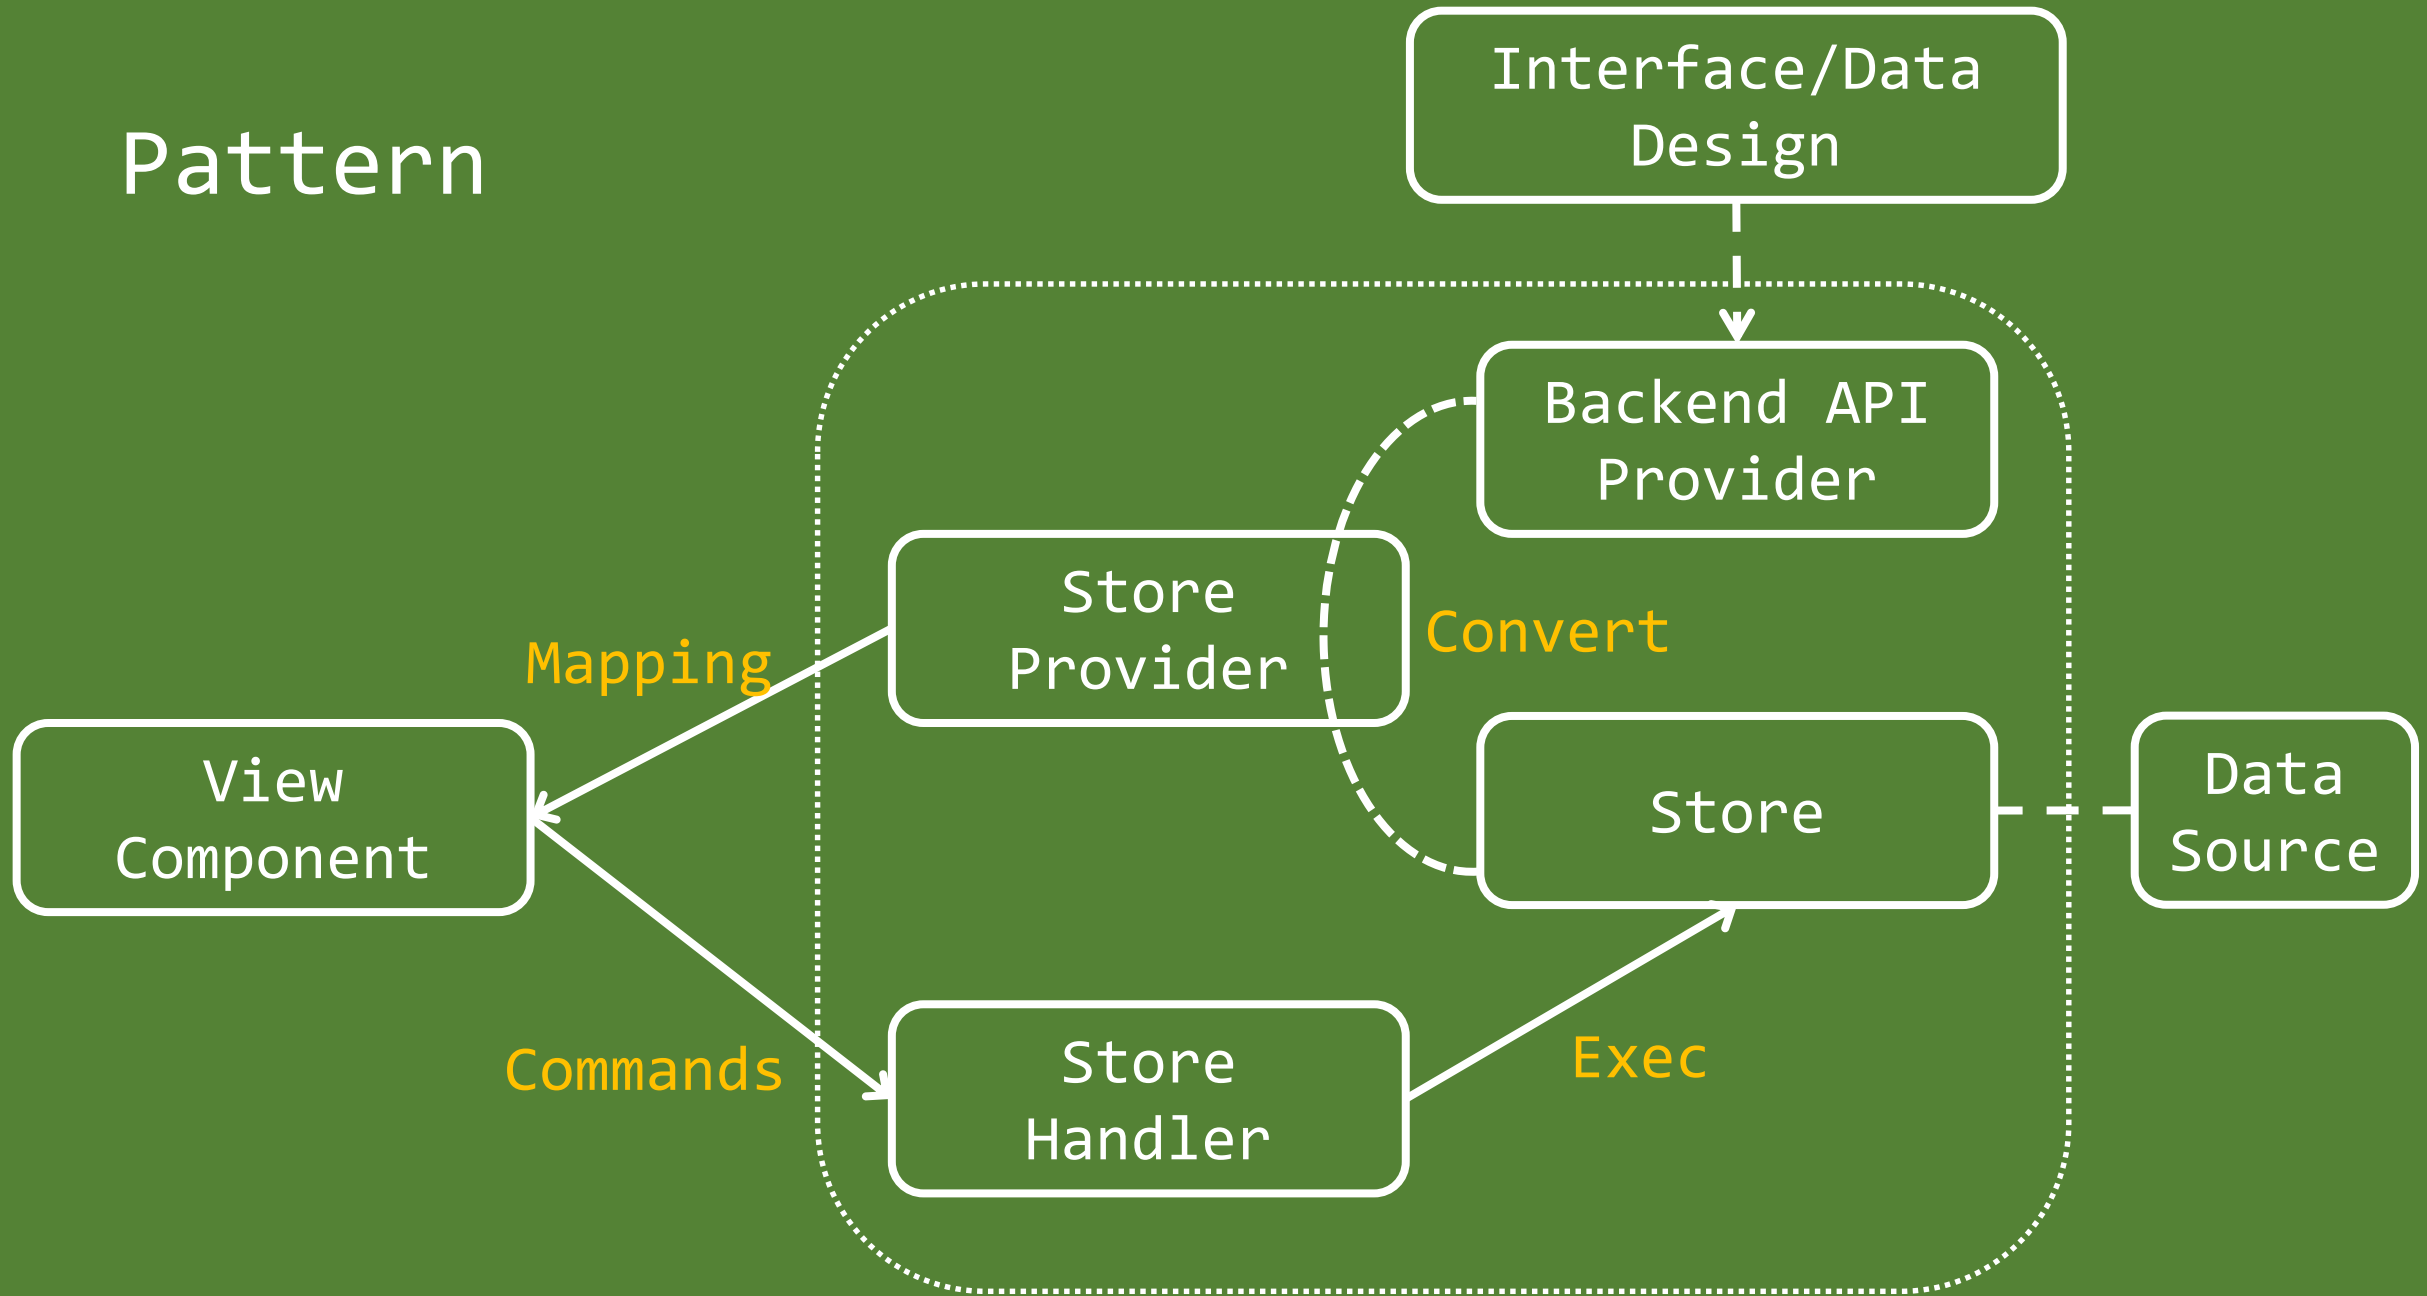 Pattern
Interface/Data
Design
Backend API
Provider
Store
Provider
Convert
Mapping
View
Component
Store
Data
Source
Commands
Store
Handler
Exec